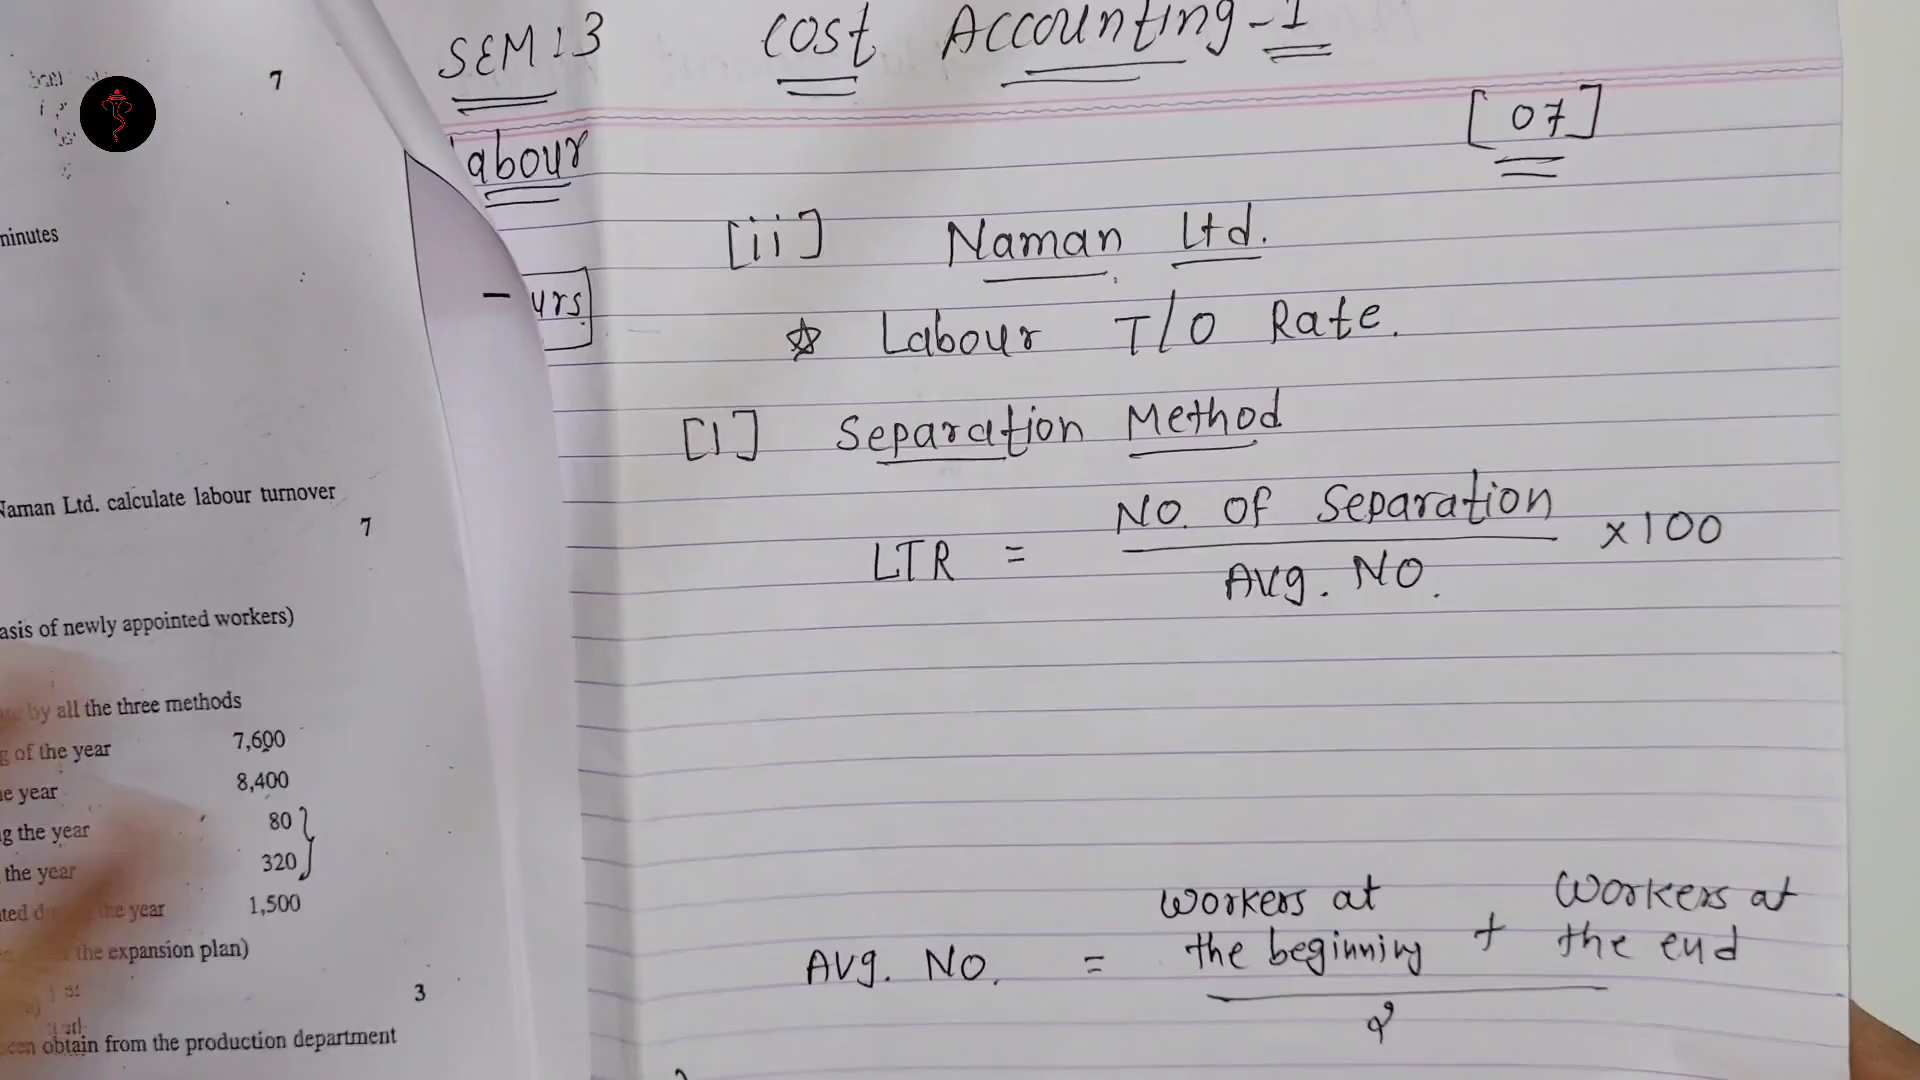 7
minutes
Naman Ltd. calculate labour turnover
7
asis of newly appointed workers)
by all the three methods
g of the year 7,600
e year 8,400
g the year 80
the year 320
ted the year 1,500
the expansion plan)
3
obtain from the production department
SEM:3 Cost Accounting-1
[07]
abour
urs.
[ii] Naman Ltd.
☆ Labour T/O Rate.
[1] Separation Method
LTR = NO. OF Separation / Avg. NO. x100
Avg. NO. = workers at the beginning + workers at the end / 2